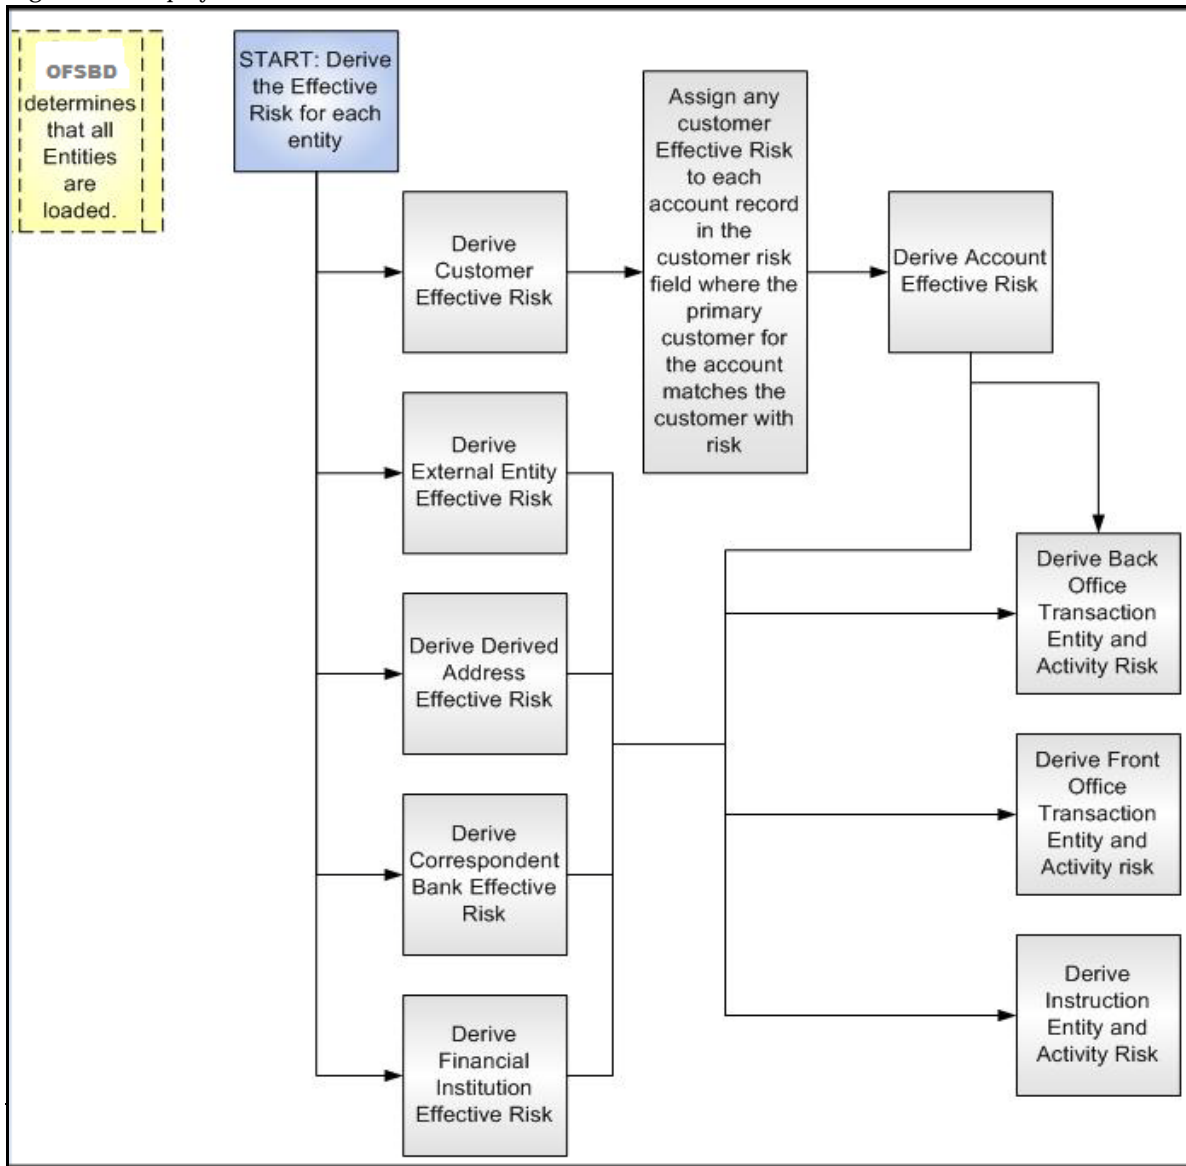 OFSBD
determines
that all
Entities
are
loaded.
START: Derive
the Effective
Risk for each
entity
Derive
Customer
Effective Risk
Assign any
customer
Effective Risk
to each
account record
in the
customer risk
field where the
primary
customer for
the account
matches the
customer with
risk
Derive Account
Effective Risk
Derive
External Entity
Effective Risk
Derive Derived
Address
Effective Risk
Derive
Correspondent
Bank Effective
Risk
Derive
Financial
Institution
Effective Risk
Derive Back
Office
Transaction
Entity and
Activity Risk
Derive Front
Office
Transaction
Entity and
Activity risk
Derive
Instruction
Entity and
Activity Risk